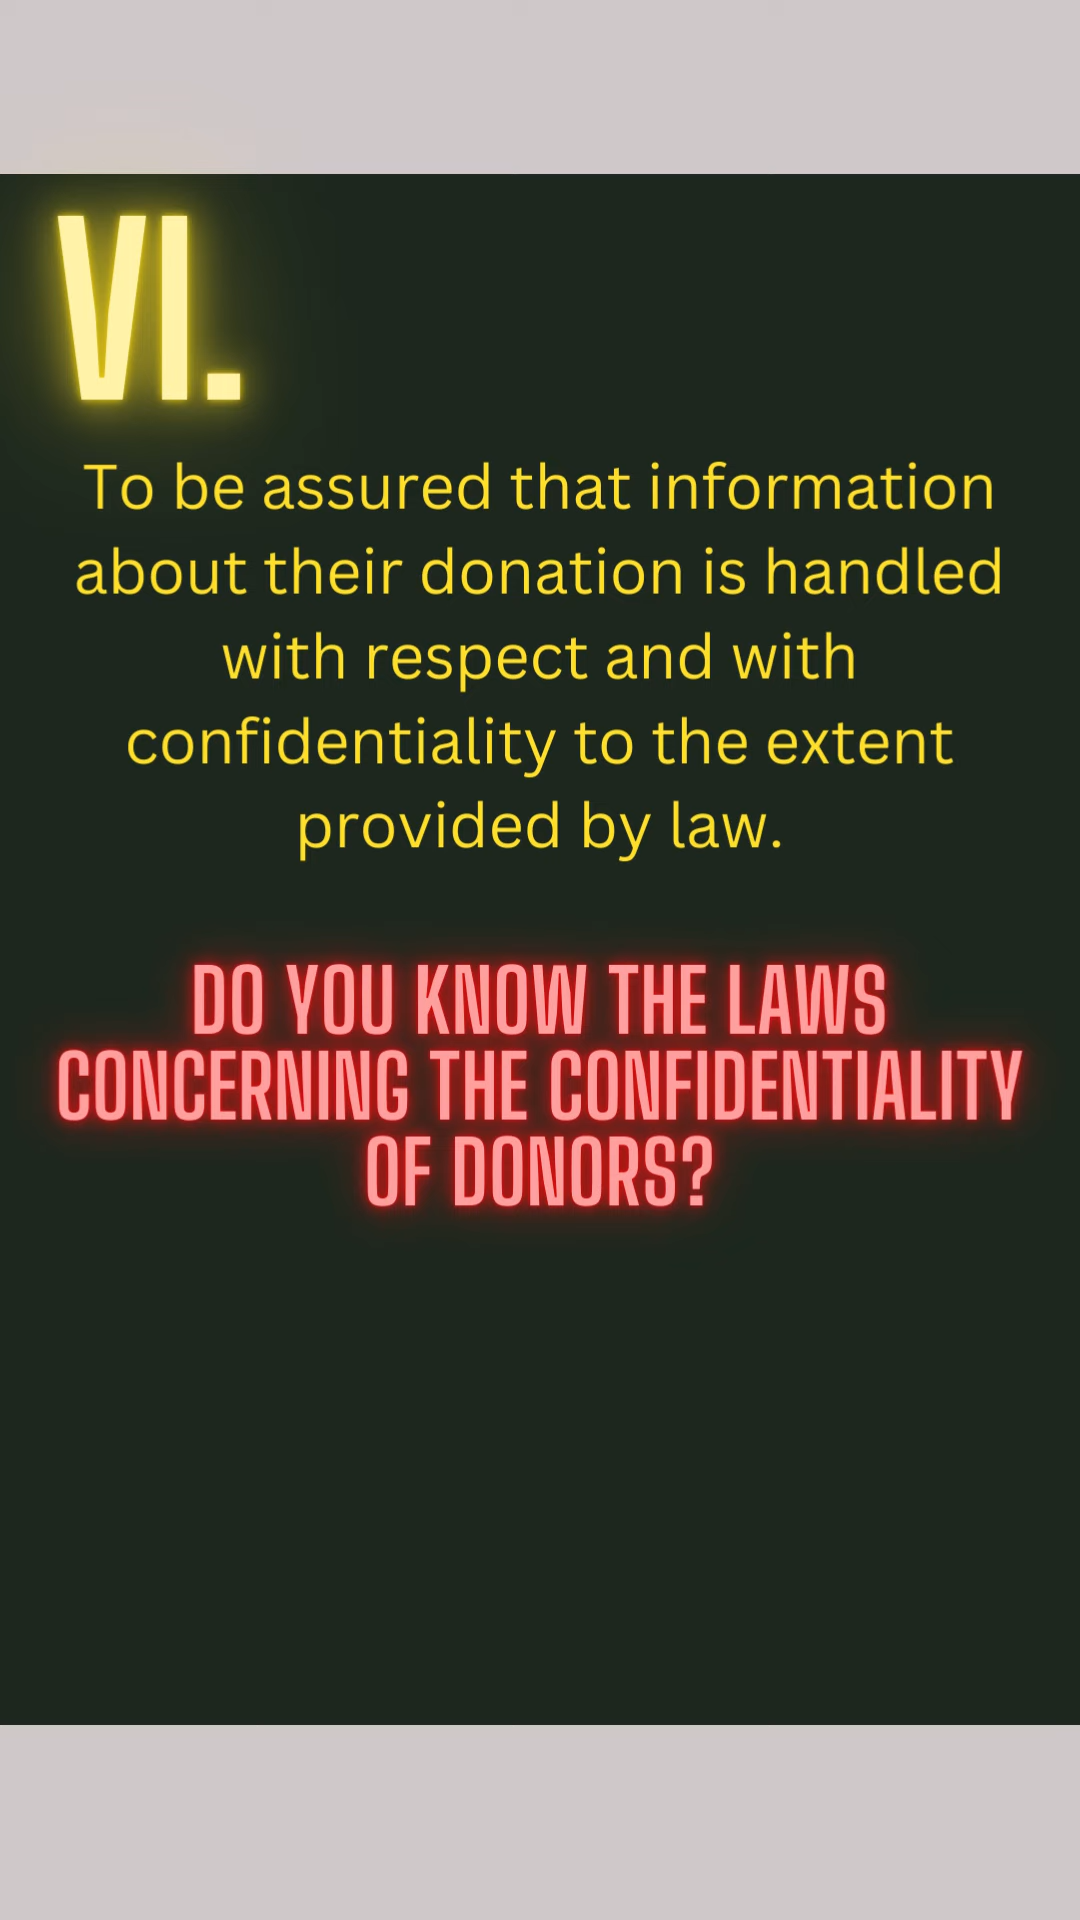 VI.
To be assured that information
about their donation is handled
with respect and with
confidentiality to the extent
provided by law.
DO YOU KNOW THE LAWS
CONCERNING THE CONFIDENTIALITY
OF DONORS?